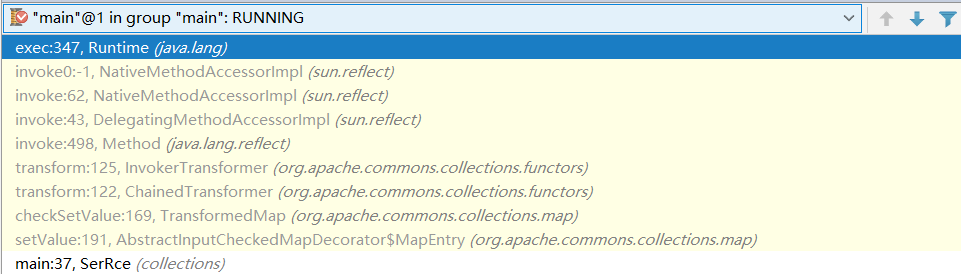 "main"@1 in group "main": RUNNING
exec:347, Runtime (java.lang)
invoke0:-1, NativeMethodAccessorImpl (sun.reflect)
invoke:62, NativeMethodAccessorImpl (sun.reflect)
invoke:43, DelegatingMethodAccessorImpl (sun.reflect)
invoke:498, Method (java.lang.reflect)
transform:125, InvokerTransformer (org.apache.commons.collections.functors)
transform:122, ChainedTransformer (org.apache.commons.collections.functors)
checkSetValue:169, TransformedMap (org.apache.commons.collections.map)
setValue:191, AbstractInputCheckedMapDecorator$MapEntry (org.apache.commons.collections.map)
main:37, SerRce (collections)